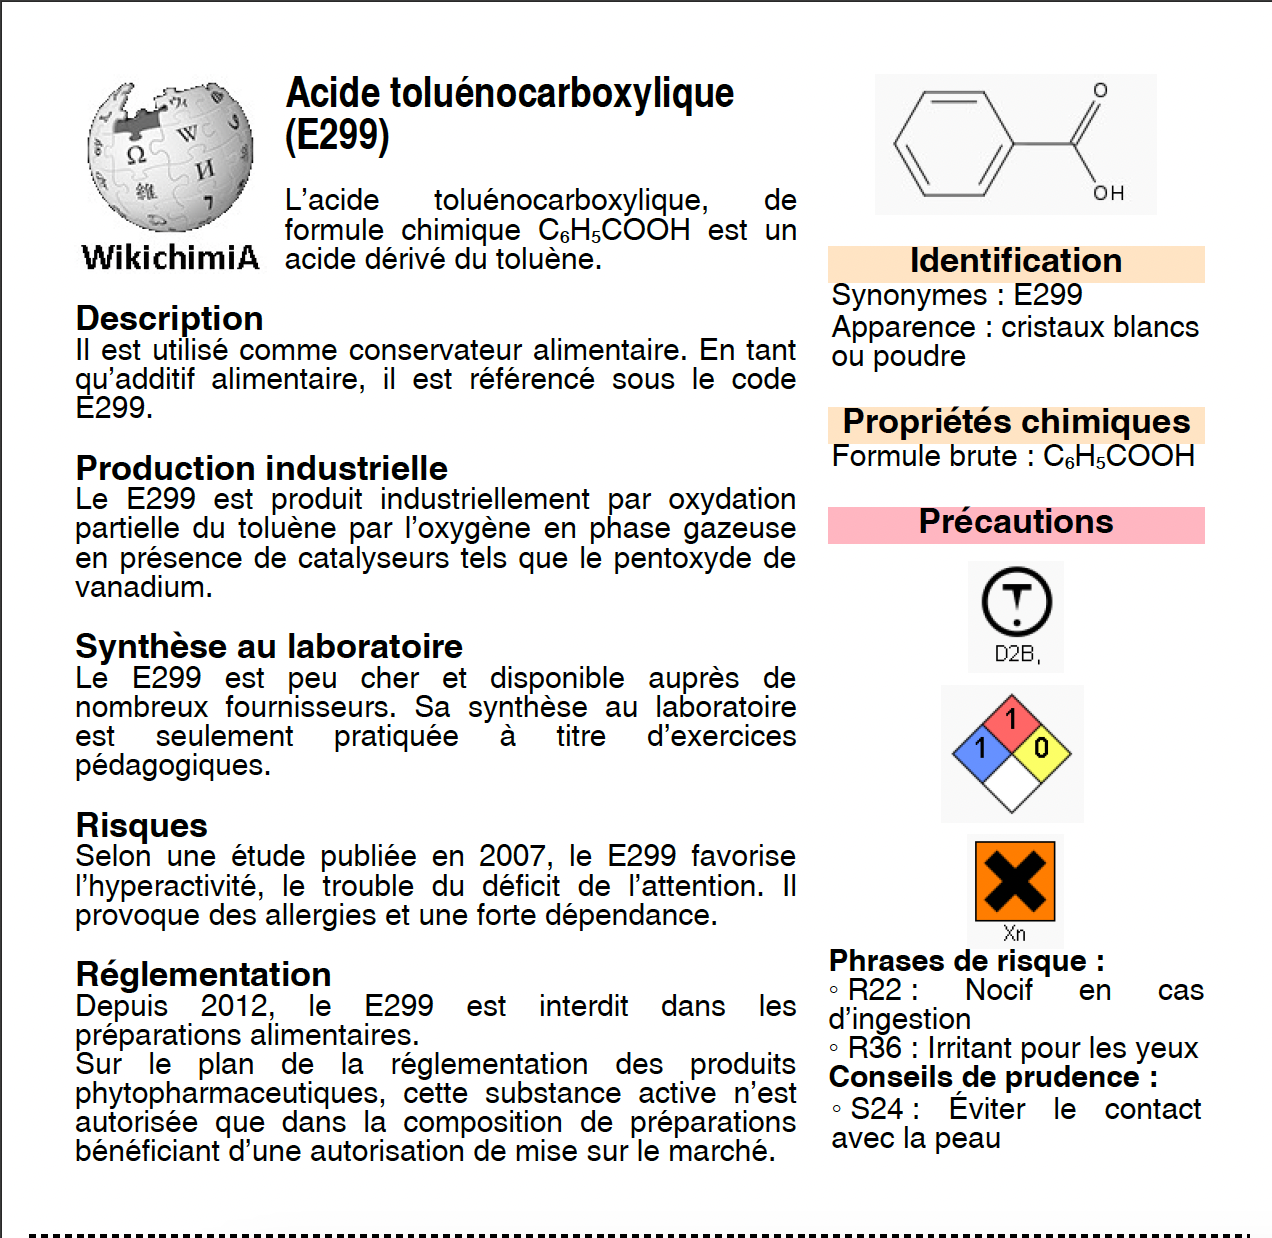 Acide toluénocarboxylique
(E299)
L’acide toluénocarboxylique, de
formule chimique C₆H₅COOH est un
acide dérivé du toluène.
Ω W И 維 7
WikichimiA
Description
Il est utilisé comme conservateur alimentaire. En tant
qu’additif alimentaire, il est référencé sous le code
E299.
Production industrielle
Le E299 est produit industriellement par oxydation
partielle du toluène par l’oxygène en phase gazeuse
en présence de catalyseurs tels que le pentoxyde de
vanadium.
Synthèse au laboratoire
Le E299 est peu cher et disponible auprès de
nombreux fournisseurs. Sa synthèse au laboratoire
est seulement pratiquée à titre d’exercices
pédagogiques.
Risques
Selon une étude publiée en 2007, le E299 favorise
l’hyperactivité, le trouble du déficit de l’attention. Il
provoque des allergies et une forte dépendance.
Réglementation
Depuis 2012, le E299 est interdit dans les
préparations alimentaires.
Sur le plan de la réglementation des produits
phytopharmaceutiques, cette substance active n’est
autorisée que dans la composition de préparations
bénéficiant d’une autorisation de mise sur le marché.
O
OH
Identification
Synonymes : E299
Apparence : cristaux blancs
ou poudre
Propriétés chimiques
Formule brute : C₆H₅COOH
Précautions
D2B,
1
1 0
Xn
Phrases de risque :
◦ R22 : Nocif en cas
d’ingestion
◦ R36 : Irritant pour les yeux
Conseils de prudence :
◦ S24 : Éviter le contact
avec la peau